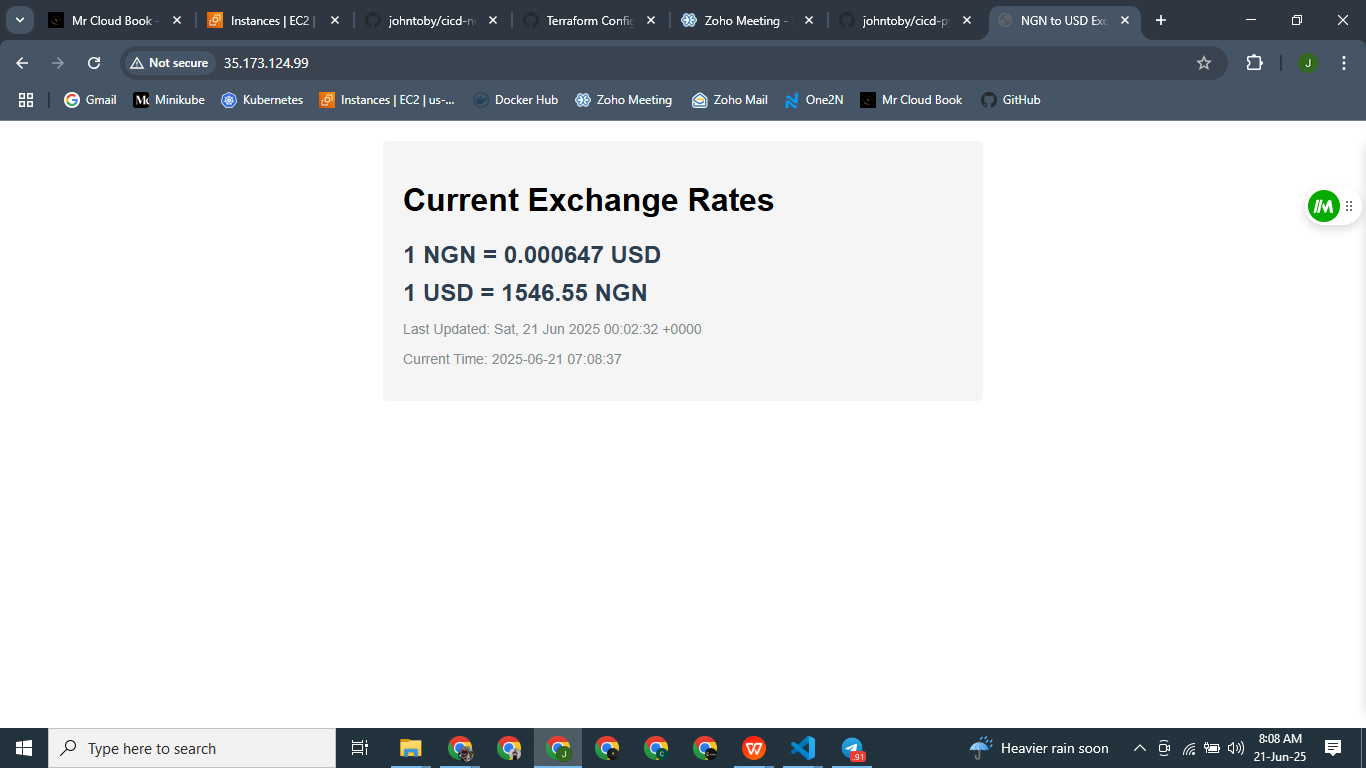 Mr Cloud Book -
Instances | EC2 |
johntoby/cicd-n
Terraform Config
Zoho Meeting -
johntoby/cicd-p
NGN to USD Exc
Not secure
35.173.124.99
J
Gmail
Minikube
Kubernetes
Instances | EC2 | us-...
Docker Hub
Zoho Meeting
Zoho Mail
One2N
Mr Cloud Book
GitHub
Current Exchange Rates
1 NGN = 0.000647 USD
1 USD = 1546.55 NGN
Last Updated: Sat, 21 Jun 2025 00:02:32 +0000
Current Time: 2025-06-21 07:08:37
Type here to search
J
C
91
Heavier rain soon
8:08 AM
21-Jun-25